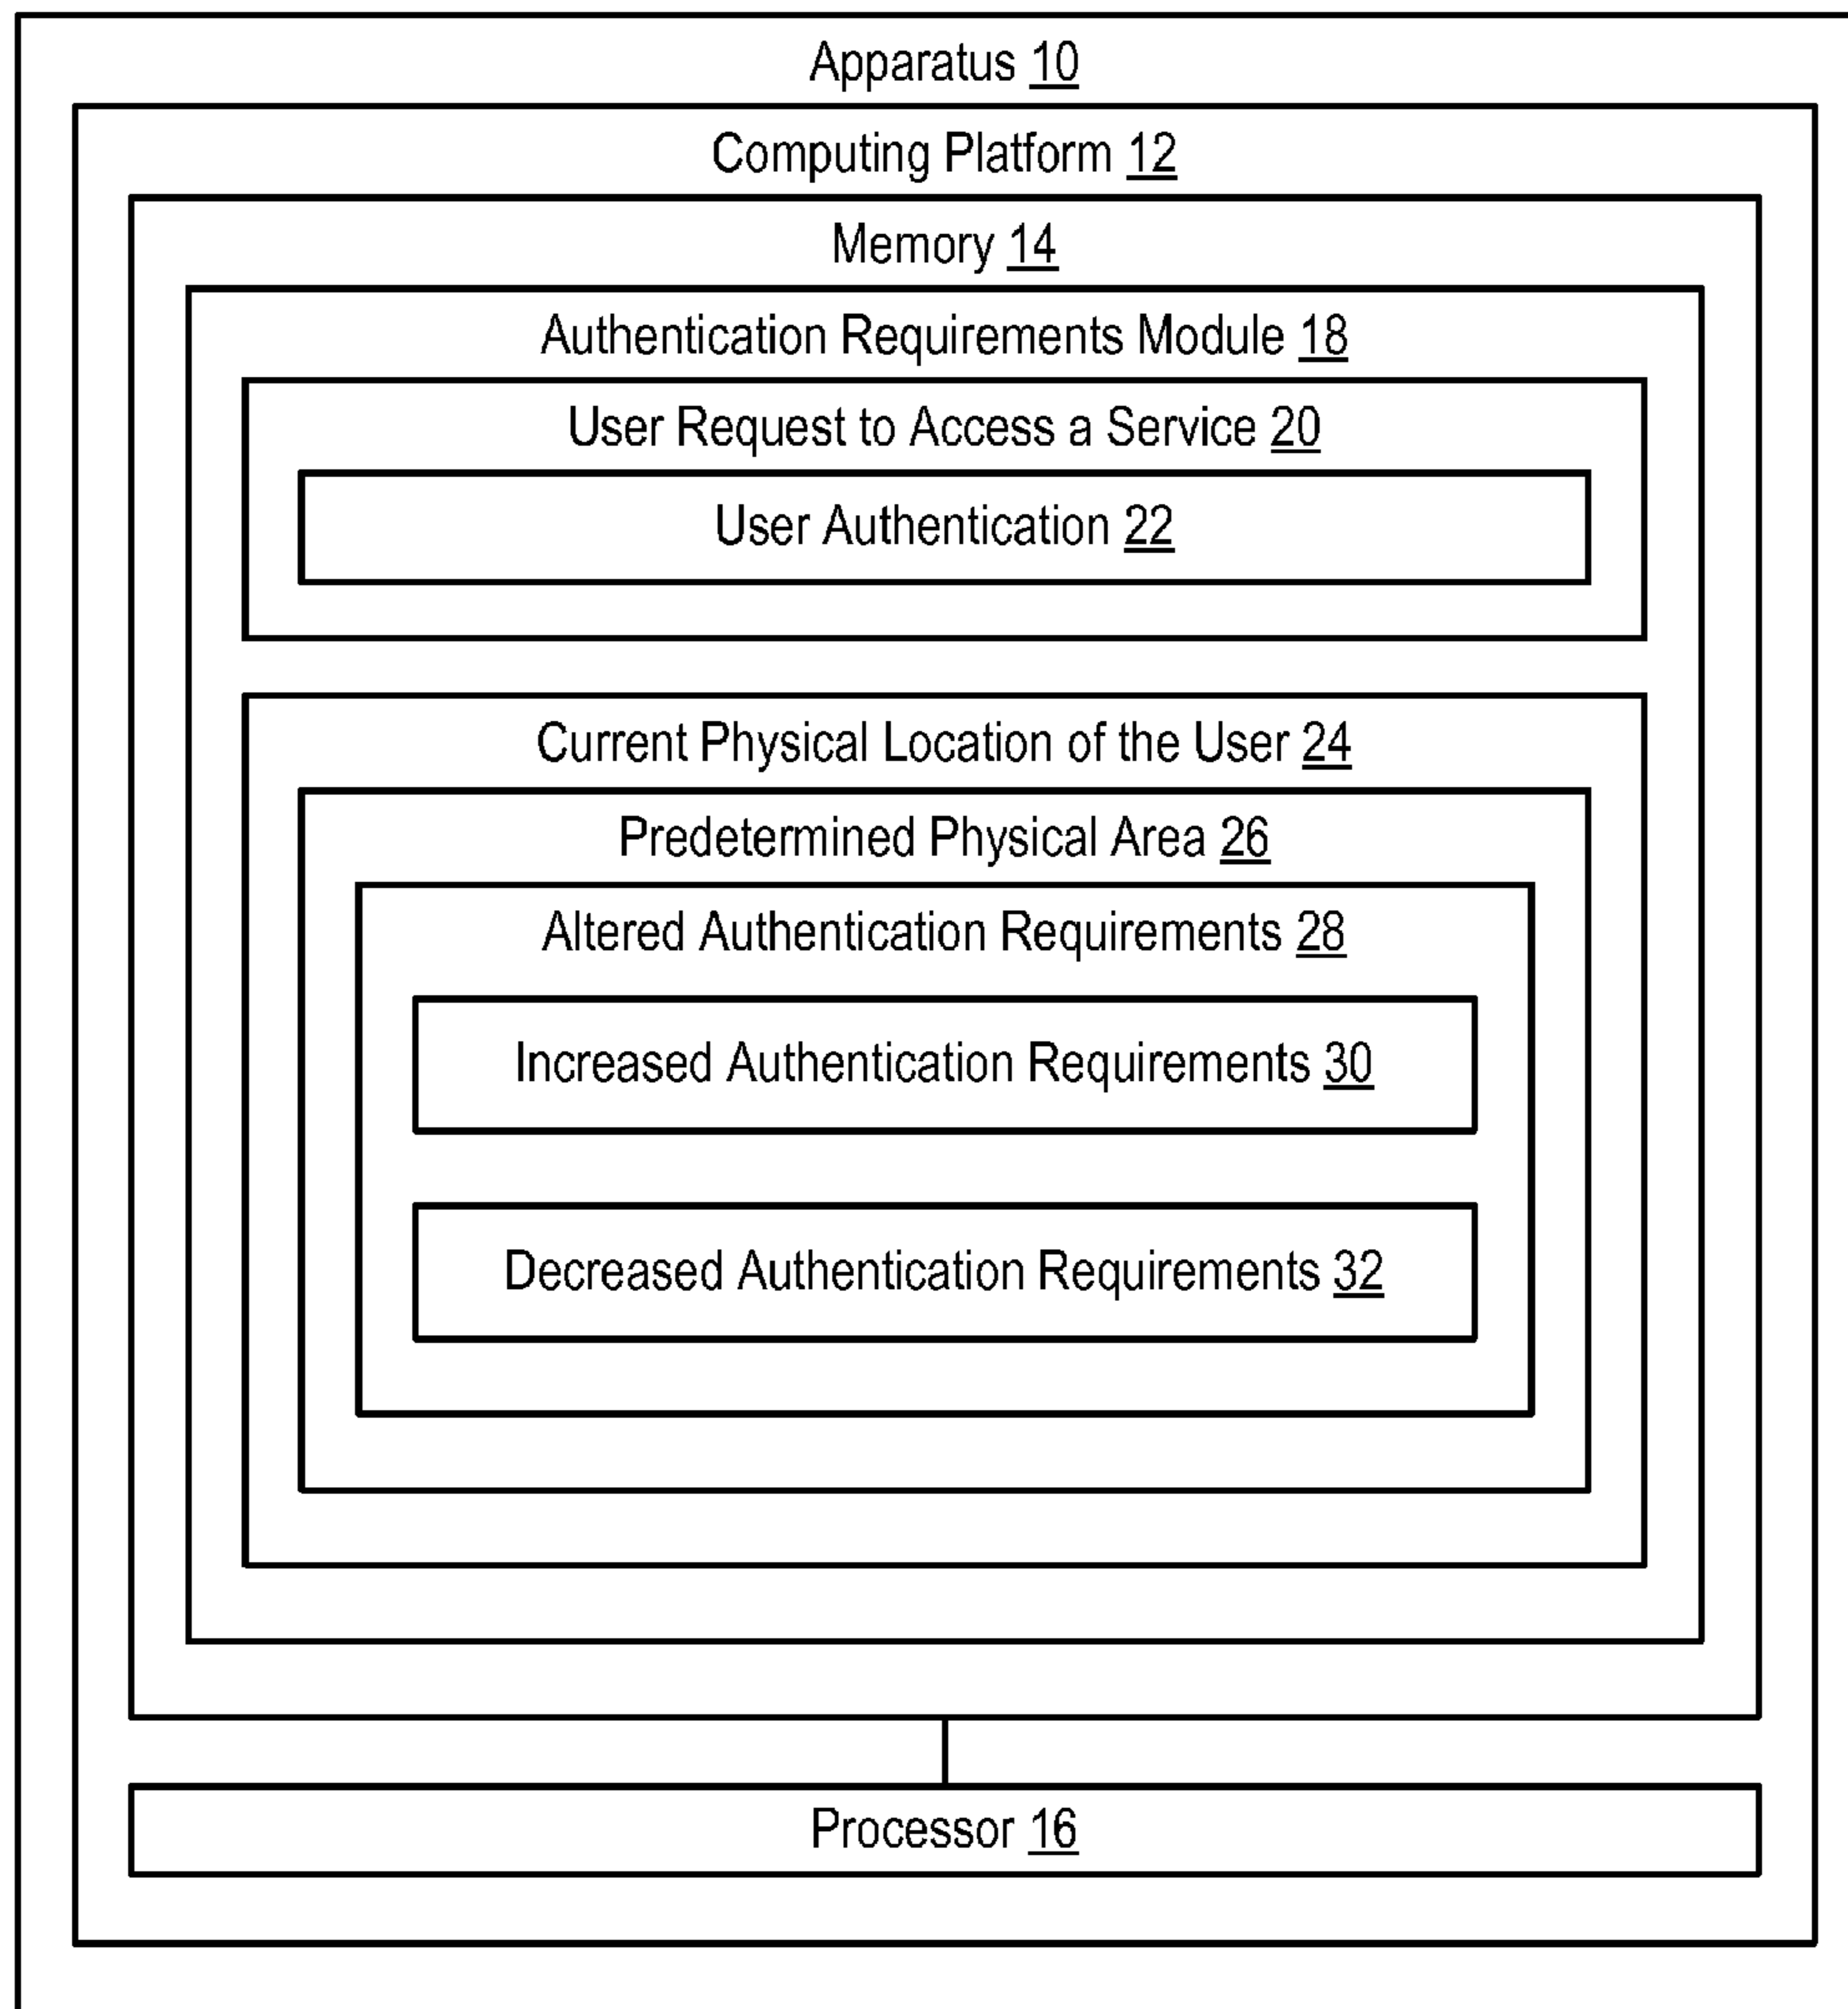 Apparatus 10
Computing Platform 12
Memory 14
Authentication Requirements Module 18
User Request to Access a Service 20
User Authentication 22
Current Physical Location of the User 24
Predetermined Physical Area 26
Altered Authentication Requirements 28
Increased Authentication Requirements 30
Decreased Authentication Requirements 32
Processor 16